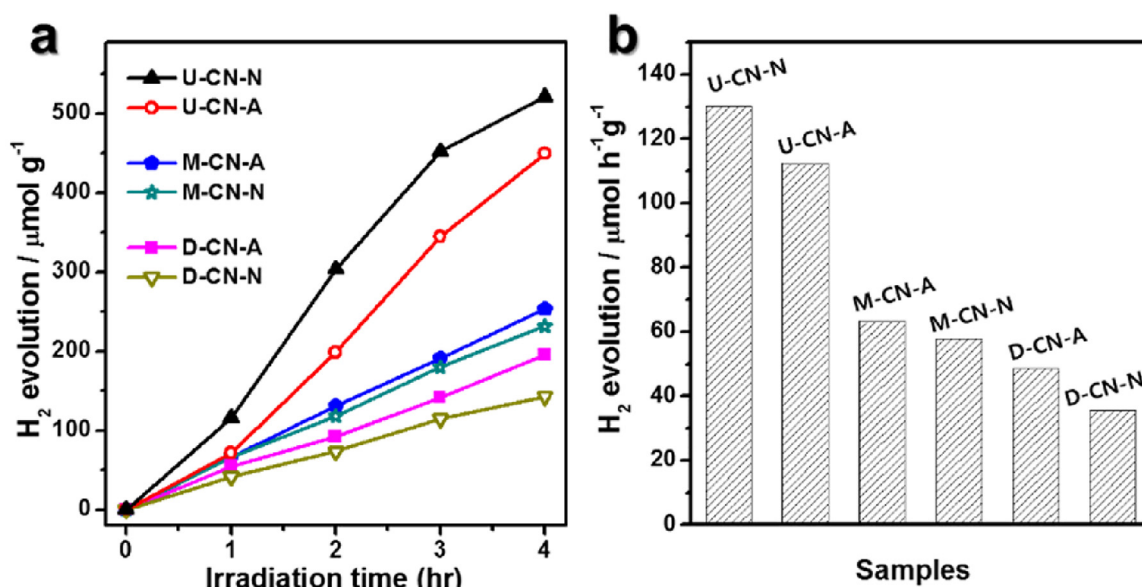 a
H₂ evolution / μmol g⁻¹
500
400
300
200
100
0
U-CN-N
U-CN-A
M-CN-A
M-CN-N
D-CN-A
D-CN-N
0 1 2 3 4
Irradiation time (hr)
b
H₂ evolution / μmol h⁻¹g⁻¹
140
120
100
80
60
40
20
0
U-CN-N
U-CN-A
M-CN-A
M-CN-N
D-CN-A
D-CN-N
Samples